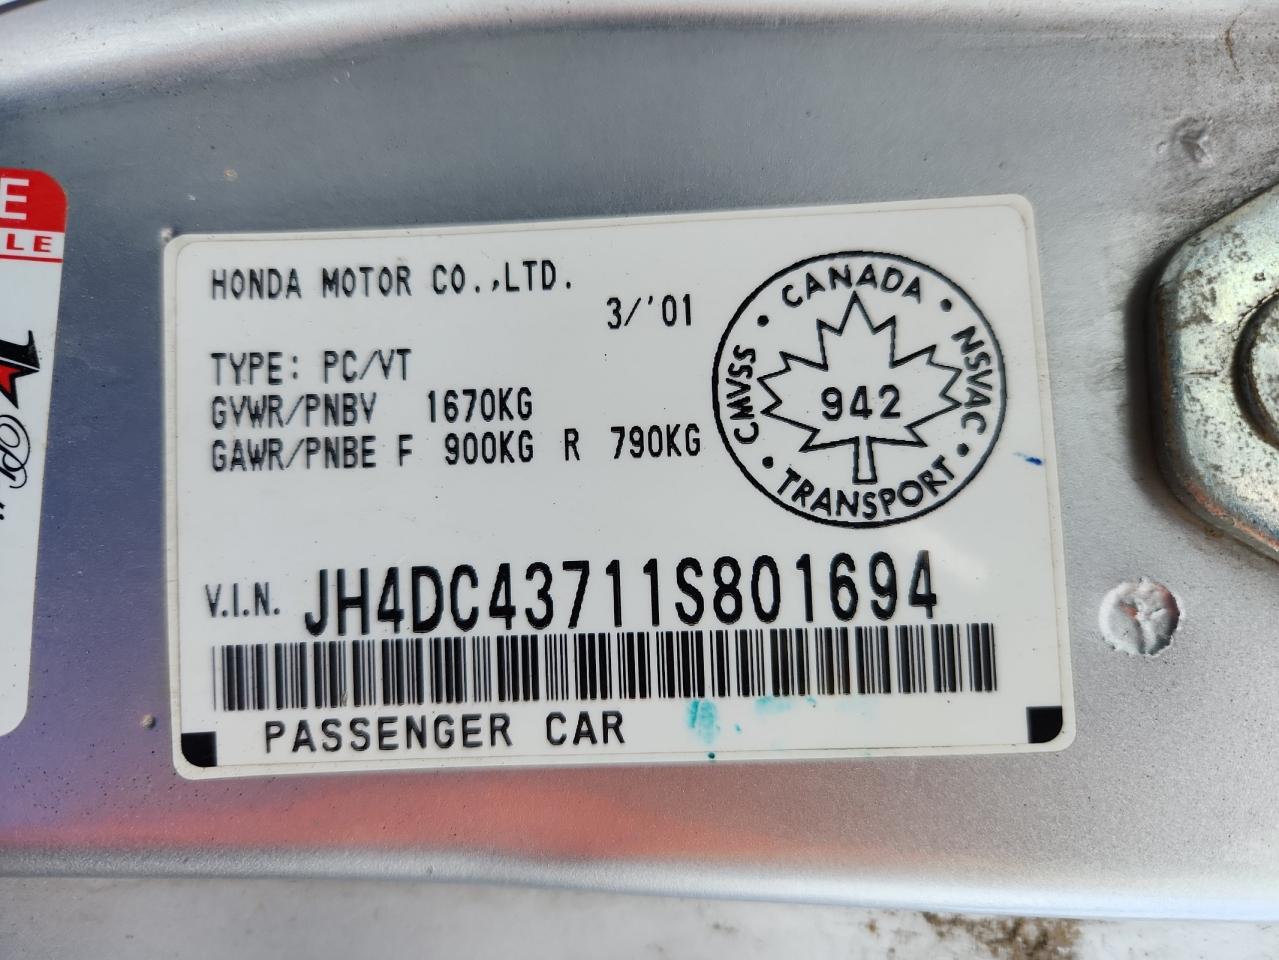 E
LE
HONDA MOTOR CO.,LTD.
3/'01
TYPE: PC/VT
GVWR/PNBV 1670KG
GAWR/PNBE F 900KG R 790KG
CANADA
CMVSS
NSVAC
942
TRANSPORT
V.I.N. JH4DC43711S801694
PASSENGER CAR